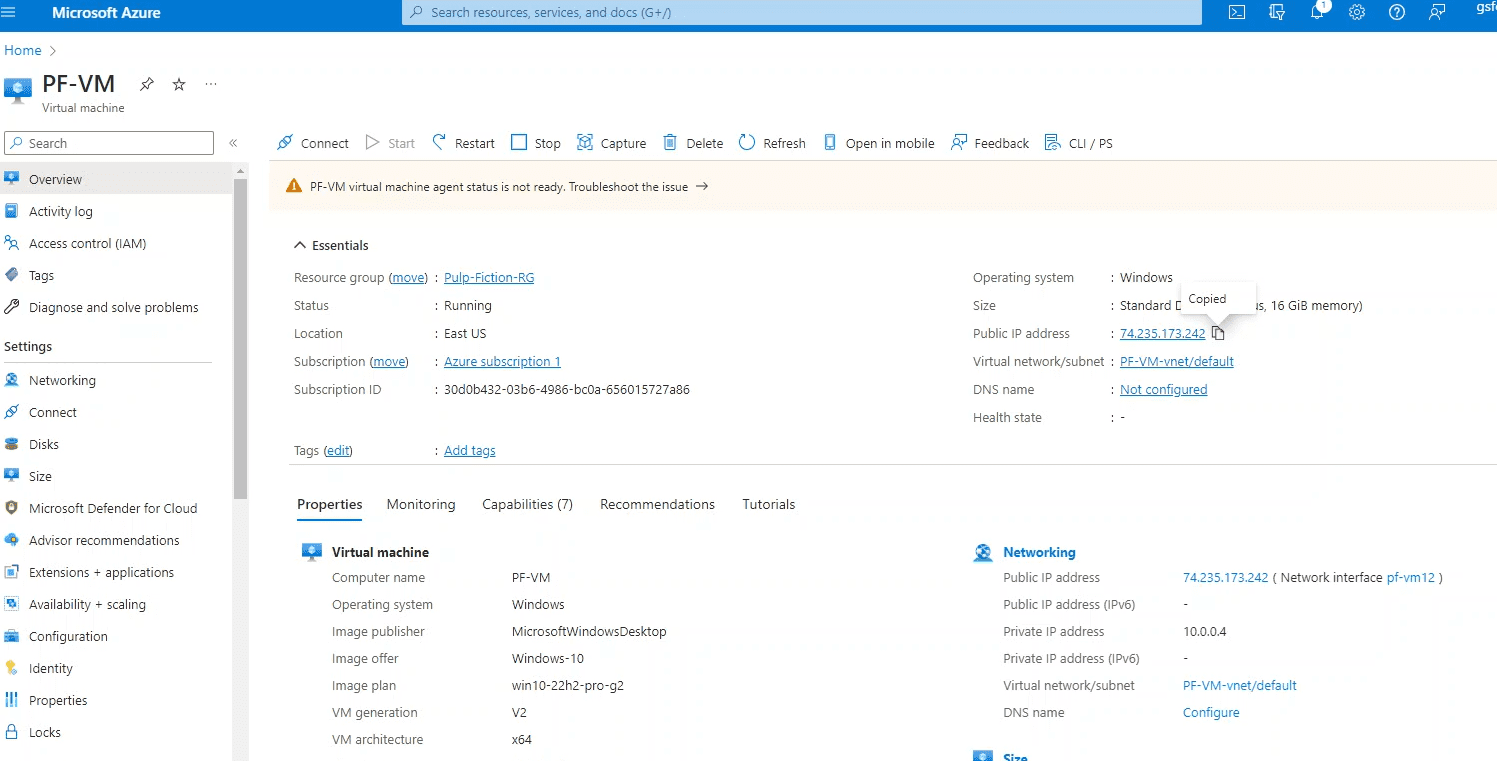 Microsoft Azure
Search resources, services, and docs (G+/)
1
Home
PF-VM
Virtual machine
Search
Connect Start Restart Stop Capture Delete Refresh Open in mobile Feedback CLI / PS
PF-VM virtual machine agent status is not ready. Troubleshoot the issue →
Overview
Activity log
Access control (IAM)
Tags
Diagnose and solve problems
Settings
Networking
Connect
Disks
Size
Microsoft Defender for Cloud
Advisor recommendations
Extensions + applications
Availability + scaling
Configuration
Identity
Properties
Locks
Essentials
Resource group (move) : Pulp-Fiction-RG
Status : Running
Location : East US
Subscription (move) : Azure subscription 1
Subscription ID : 30d0b432-03b6-4986-bc0a-656015727a86
Tags (edit) : Add tags
Operating system : Windows
Copied
Size : Standard 16 GiB memory)
Public IP address : 74.235.173.242
Virtual network/subnet : PF-VM-vnet/default
DNS name : Not configured
Health state : -
Properties Monitoring Capabilities (7) Recommendations Tutorials
Virtual machine
Computer name PF-VM
Operating system Windows
Image publisher MicrosoftWindowsDesktop
Image offer Windows-10
Image plan win10-22h2-pro-g2
VM generation V2
VM architecture x64
Networking
Public IP address 74.235.173.242 ( Network interface pf-vm12 )
Public IP address (IPv6) -
Private IP address 10.0.0.4
Private IP address (IPv6) -
Virtual network/subnet PF-VM-vnet/default
DNS name Configure
Size